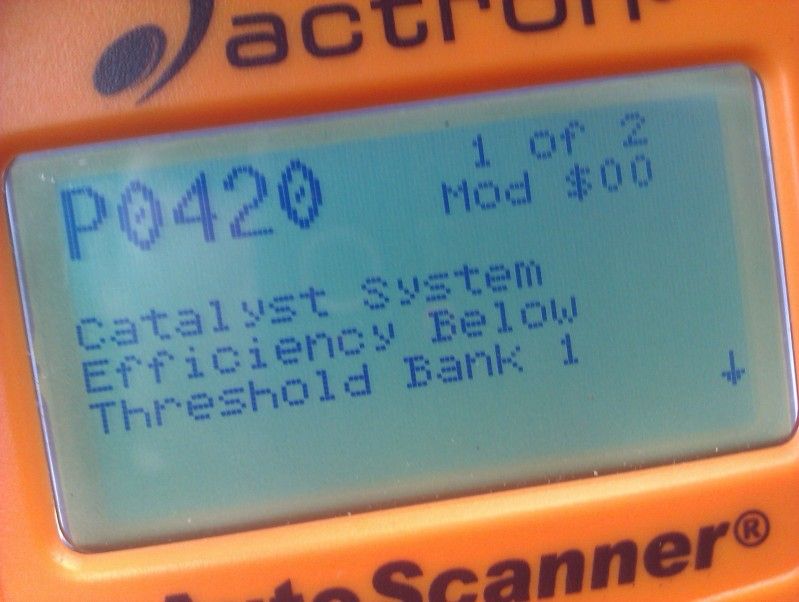 actron
P0420
1 of 2
Mod $00
Catalyst System
Efficiency Below
Threshold Bank 1
AutoScanner®